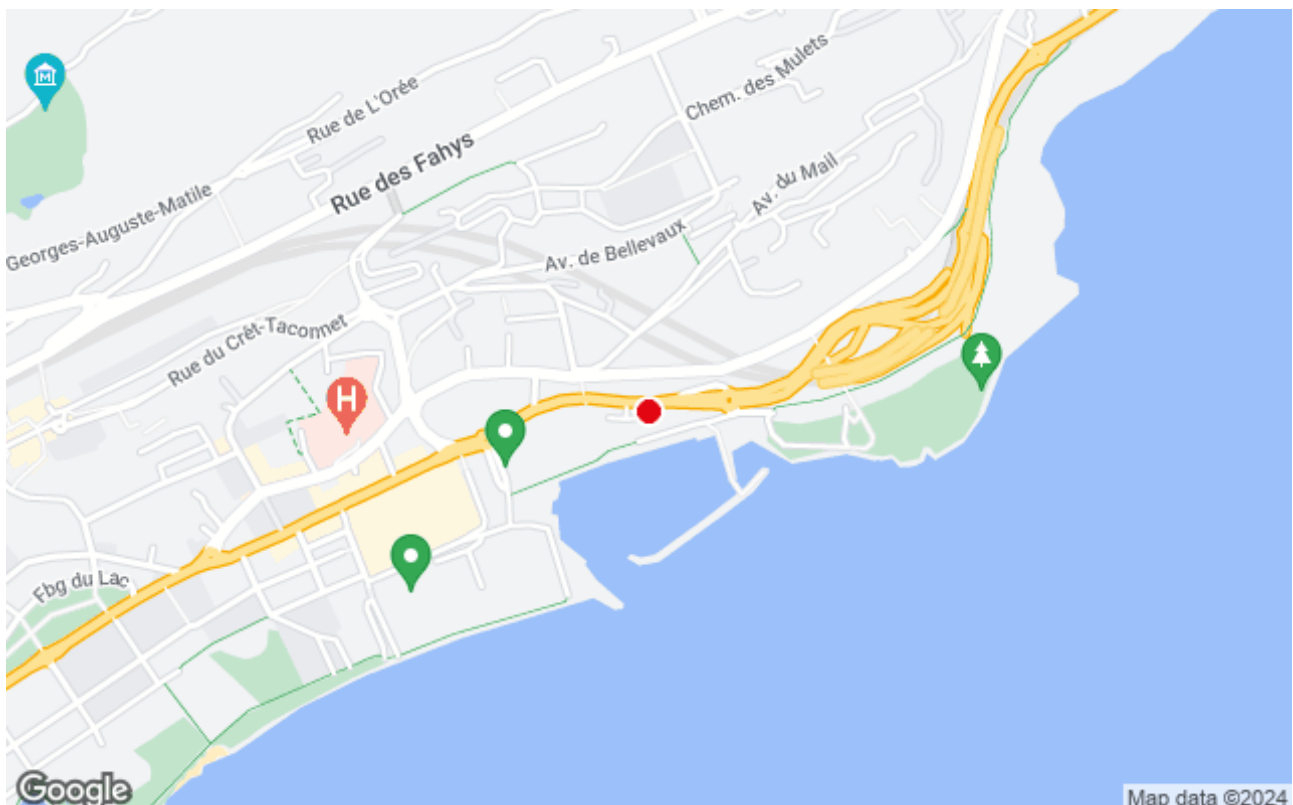 Rue de L'Orée
Chem. des Mulets
Rue des Fahys
Av. du Mail
Georges-Auguste-Matile
Av. de Bellevaux
Rue du Crêt-Taconnet
H
Fbg du Lac
Google
Map data ©2024